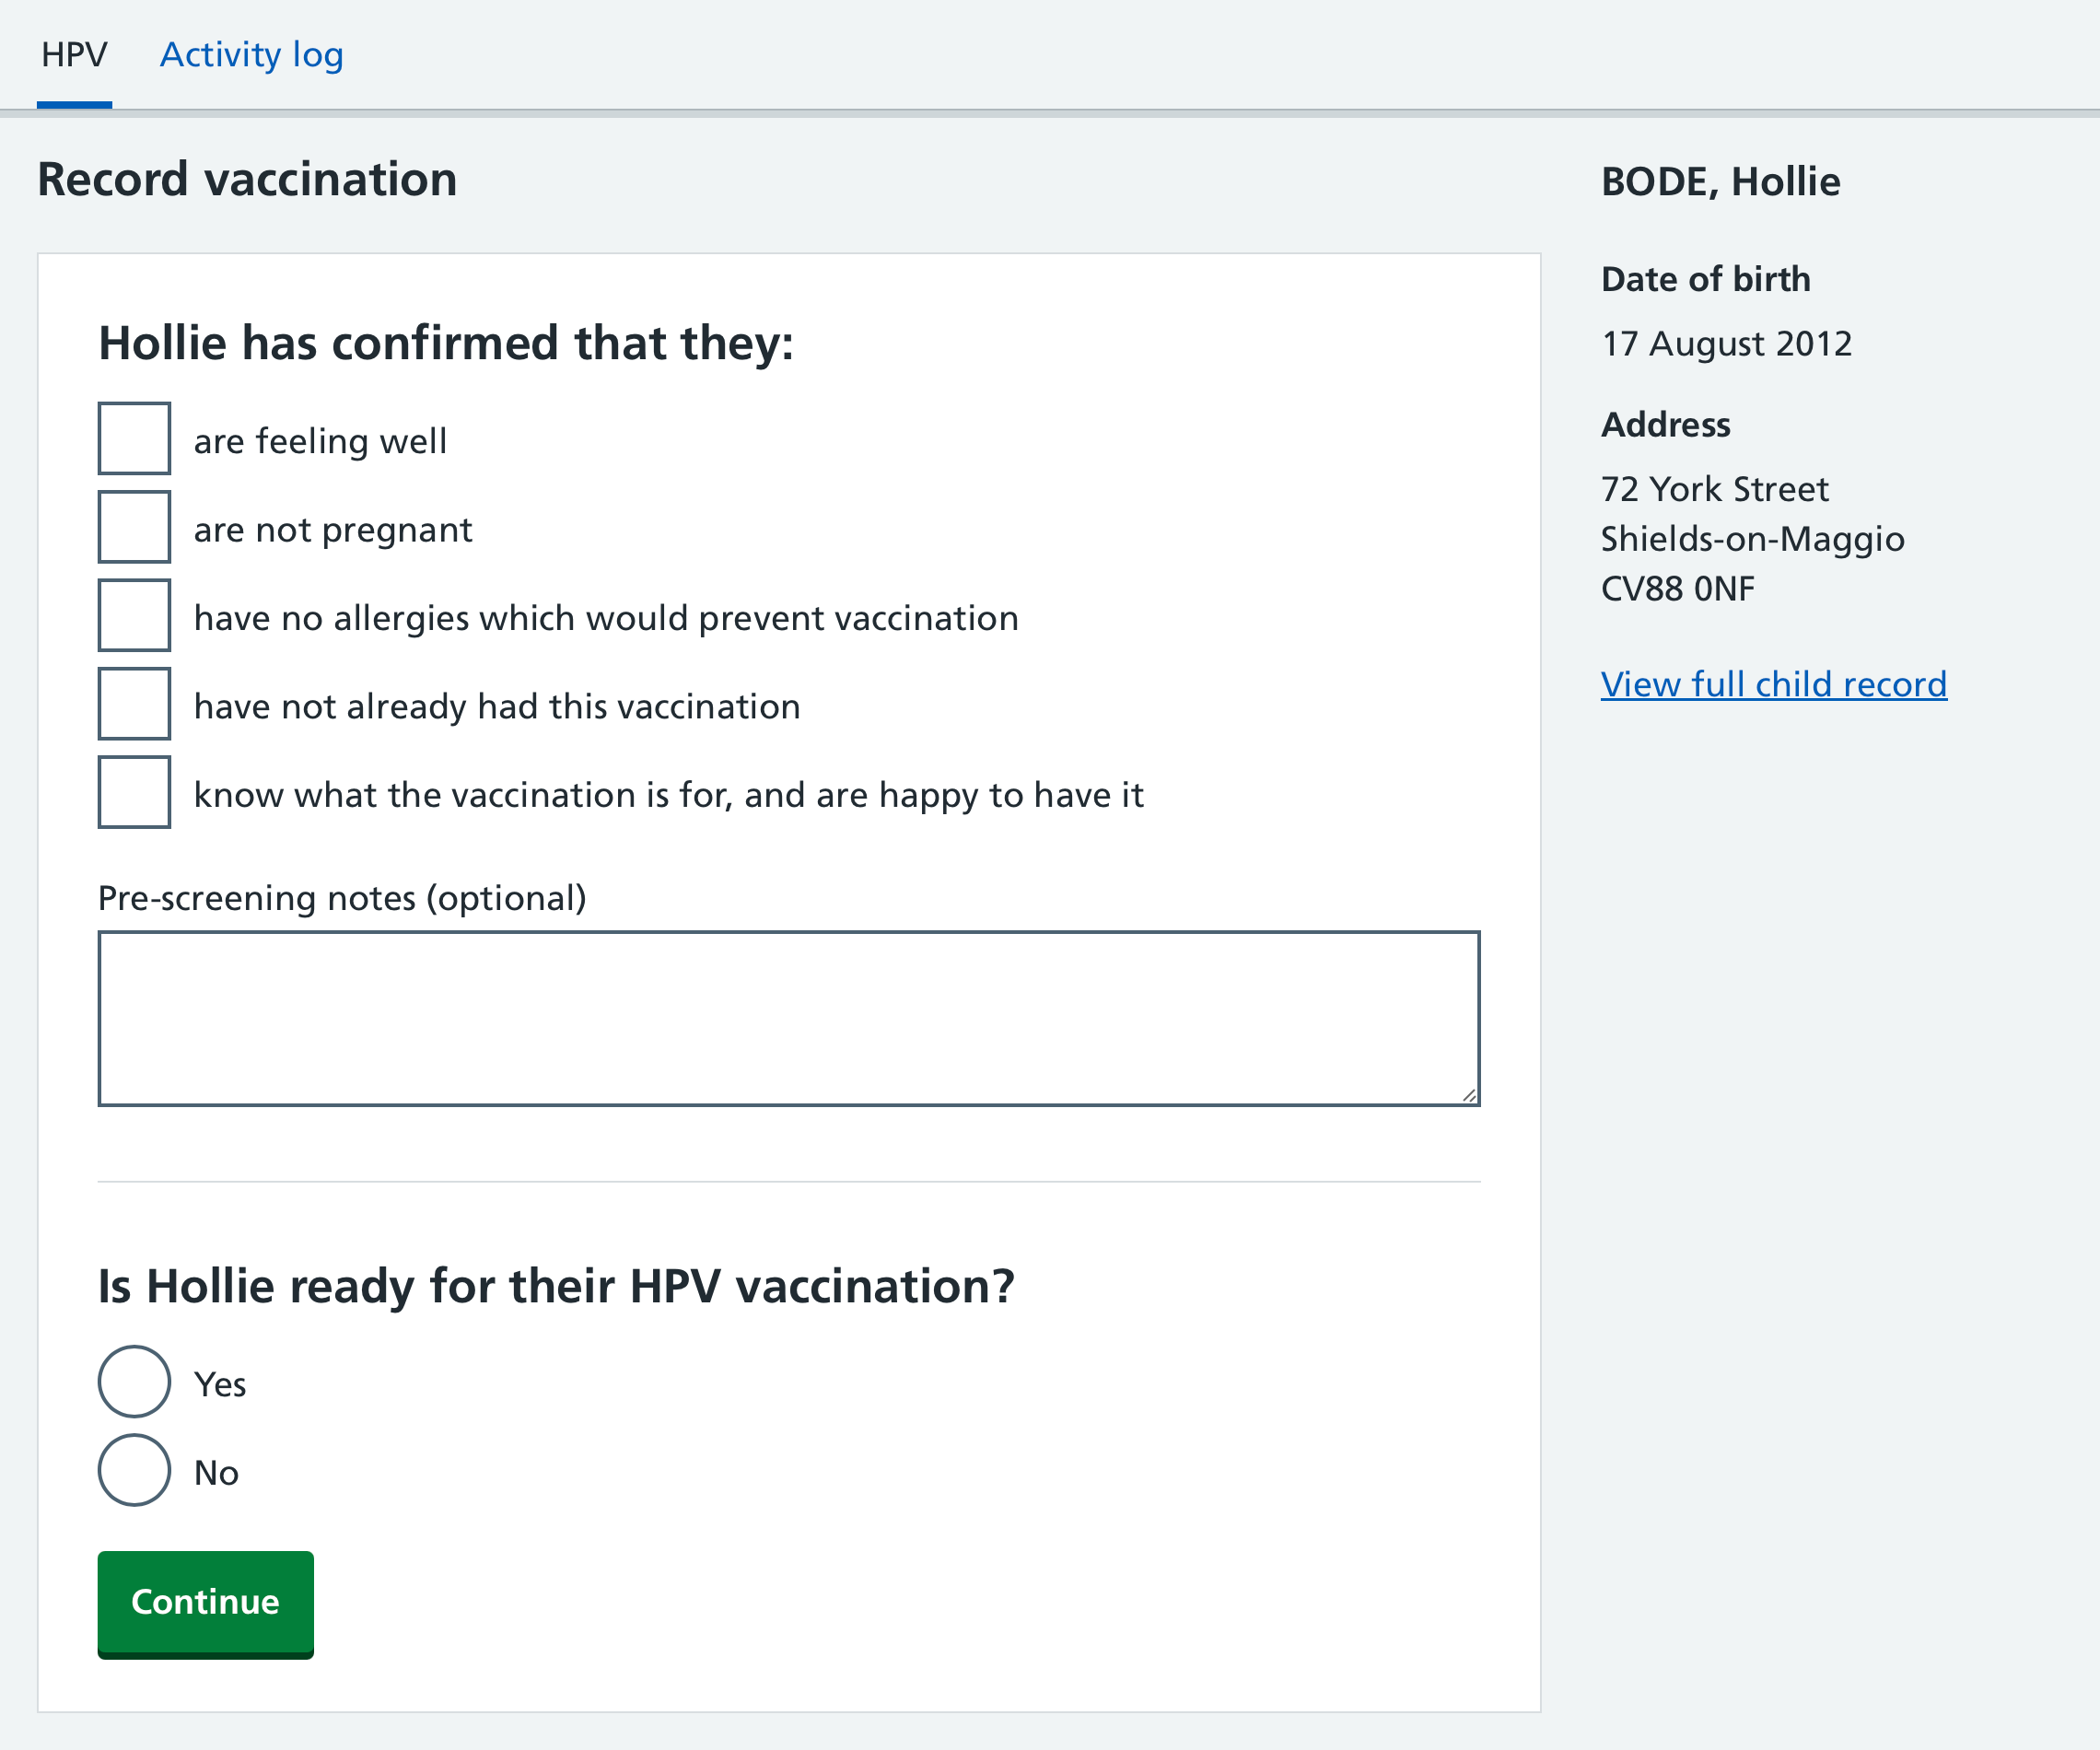 HPV
Activity log
Record vaccination
Hollie has confirmed that they:
are feeling well
are not pregnant
have no allergies which would prevent vaccination
have not already had this vaccination
know what the vaccination is for, and are happy to have it
Pre-screening notes (optional)
Is Hollie ready for their HPV vaccination?
Yes
No
Continue
BODE, Hollie
Date of birth
17 August 2012
Address
72 York Street
Shields-on-Maggio
CV88 0NF
View full child record